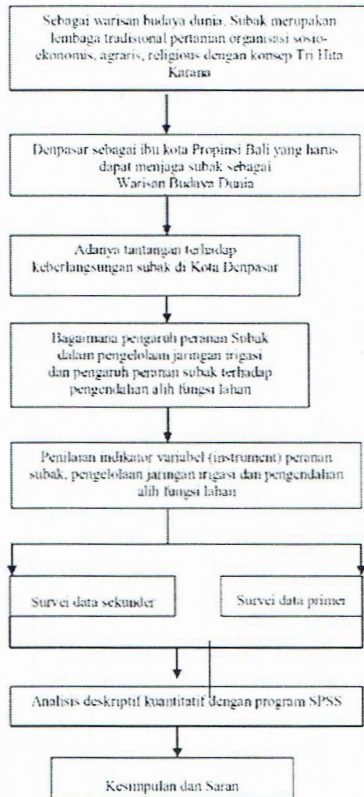 Sebagai warisan budaya dunia, Subak merupakan
lembaga tradisional pertanian organisasi sosio-
ekonomis, agraris, religious dengan konsep Tri Hita
Karana
Denpasar sebagai ibu kota Propinsi Bali yang harus
dapat menjaga subak sebagai
Warisan Budaya Dunia
Adanya tantangan terhadap
keberlangsungan subak di Kota Denpasar
Bagaimana pengaruh peranan Subak
dalam pengelolaan jaringan irigasi
dan pengaruh peranan subak terhadap
pengendalian alih fungsi lahan
Penilaian indikator variabel (instrument) peranan
subak, pengelolaan jaringan irigasi dan pengendalian
alih fungsi lahan
Survei data sekunder
Survei data primer
Analisis deskriptif kuantitatif dengan program SPSS
Kesimpulan dan Saran